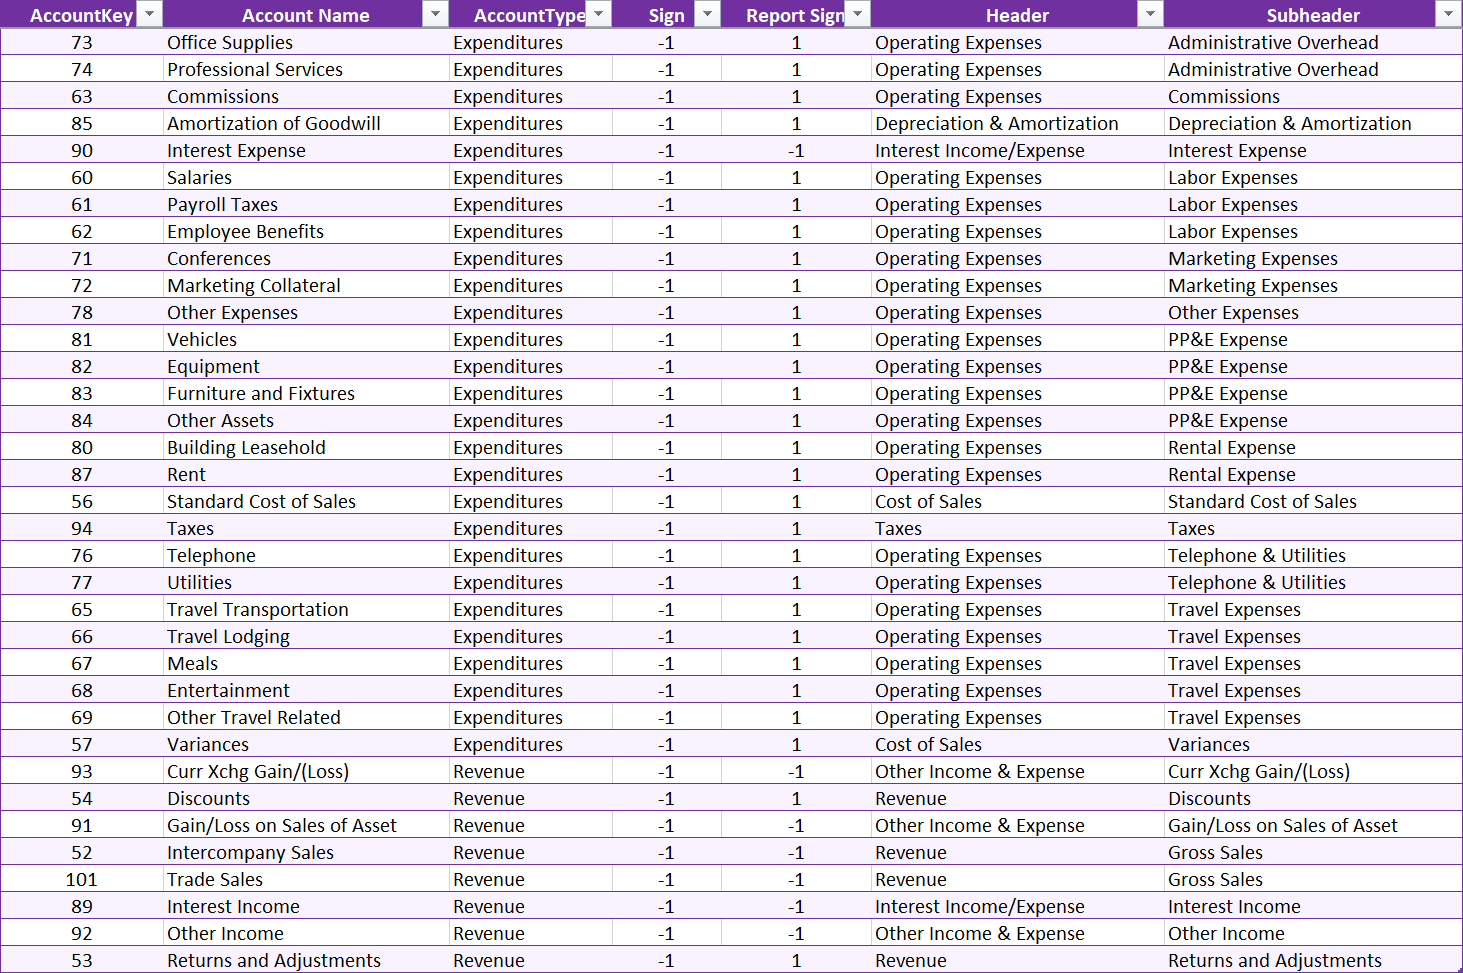 AccountKey Account Name AccountType Sign Report Sign Header Subheader
73 Office Supplies Expenditures -1 1 Operating Expenses Administrative Overhead
74 Professional Services Expenditures -1 1 Operating Expenses Administrative Overhead
63 Commissions Expenditures -1 1 Operating Expenses Commissions
85 Amortization of Goodwill Expenditures -1 1 Depreciation & Amortization Depreciation & Amortization
90 Interest Expense Expenditures -1 -1 Interest Income/Expense Interest Expense
60 Salaries Expenditures -1 1 Operating Expenses Labor Expenses
61 Payroll Taxes Expenditures -1 1 Operating Expenses Labor Expenses
62 Employee Benefits Expenditures -1 1 Operating Expenses Labor Expenses
71 Conferences Expenditures -1 1 Operating Expenses Marketing Expenses
72 Marketing Collateral Expenditures -1 1 Operating Expenses Marketing Expenses
78 Other Expenses Expenditures -1 1 Operating Expenses Other Expenses
81 Vehicles Expenditures -1 1 Operating Expenses PP&E Expense
82 Equipment Expenditures -1 1 Operating Expenses PP&E Expense
83 Furniture and Fixtures Expenditures -1 1 Operating Expenses PP&E Expense
84 Other Assets Expenditures -1 1 Operating Expenses PP&E Expense
80 Building Leasehold Expenditures -1 1 Operating Expenses Rental Expense
87 Rent Expenditures -1 1 Operating Expenses Rental Expense
56 Standard Cost of Sales Expenditures -1 1 Cost of Sales Standard Cost of Sales
94 Taxes Expenditures -1 1 Taxes Taxes
76 Telephone Expenditures -1 1 Operating Expenses Telephone & Utilities
77 Utilities Expenditures -1 1 Operating Expenses Telephone & Utilities
65 Travel Transportation Expenditures -1 1 Operating Expenses Travel Expenses
66 Travel Lodging Expenditures -1 1 Operating Expenses Travel Expenses
67 Meals Expenditures -1 1 Operating Expenses Travel Expenses
68 Entertainment Expenditures -1 1 Operating Expenses Travel Expenses
69 Other Travel Related Expenditures -1 1 Operating Expenses Travel Expenses
57 Variances Expenditures -1 1 Cost of Sales Variances
93 Curr Xchg Gain/(Loss) Revenue -1 -1 Other Income & Expense Curr Xchg Gain/(Loss)
54 Discounts Revenue -1 1 Revenue Discounts
91 Gain/Loss on Sales of Asset Revenue -1 -1 Other Income & Expense Gain/Loss on Sales of Asset
52 Intercompany Sales Revenue -1 -1 Revenue Gross Sales
101 Trade Sales Revenue -1 -1 Revenue Gross Sales
89 Interest Income Revenue -1 -1 Interest Income/Expense Interest Income
92 Other Income Revenue -1 -1 Other Income & Expense Other Income
53 Returns and Adjustments Revenue -1 1 Revenue Returns and Adjustments